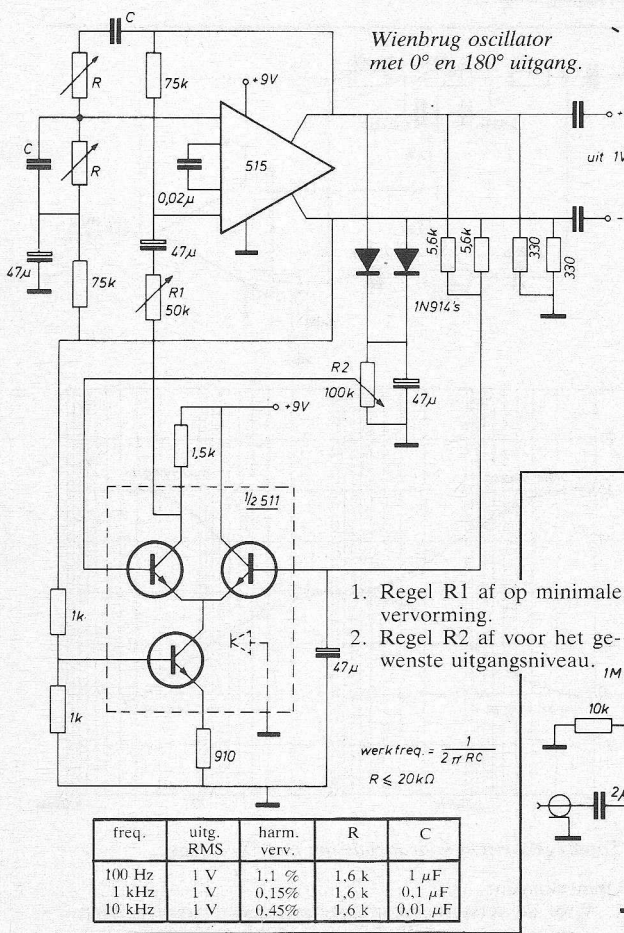 Wienbrug oscillator
met 0° en 180° uitgang.
C
R
75k
+9V
C
R
515
0,02µ
+
uit 1V
-
47µ
47µ
75k
R1
50k
5,6k
5,6k
330
330
1N914's
R2
100k
47µ
+9V
1,5k
1/2 511
1. Regel R1 af op minimale
vervorming.
2. Regel R2 af voor het ge-
wenste uitgangsniveau.
1k
47µ
1M
10k
1k
910
werkfreq. = 1 / 2π RC
R ≤ 20kΩ
2µ
freq. uitg. RMS harm. verv. R C
100 Hz 1 V 1,1 % 1,6 k 1 µF
1 kHz 1 V 0,15% 1,6 k 0,1 µF
10 kHz 1 V 0,45% 1,6 k 0,01 µF